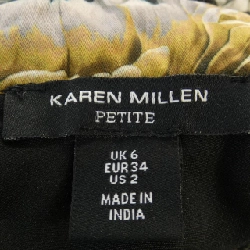 KAREN MILLEN
PETITE
UK 6
EUR 34
US 2
MADE IN
INDIA